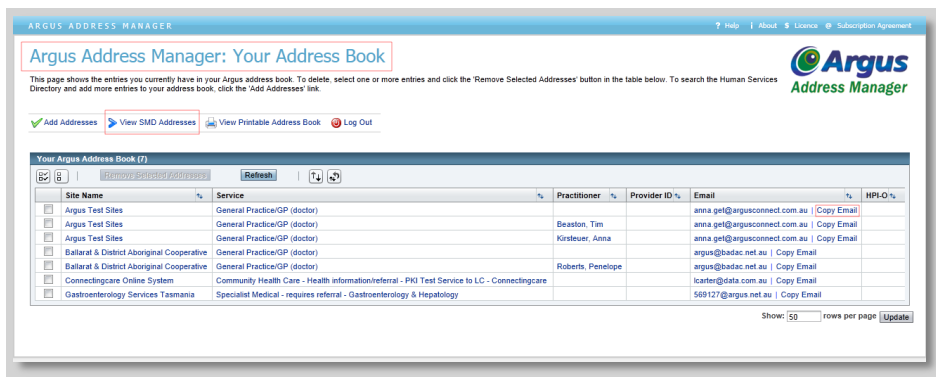 ARGUS ADDRESS MANAGER ? Help | i About $ Licence @ Subscription Agreement
Argus Address Manager: Your Address Book
Argus
Address Manager
This page shows the entries you currently have in your Argus address book. To delete, select one or more entries and click the 'Remove Selected Addresses' button in the table below. To search the Human Services
Directory and add more entries to your address book, click the 'Add Addresses' link.
Add Addresses View SMD Addresses View Printable Address Book Log Out
Your Argus Address Book (7)
Remove Selected Addresses Refresh
Site Name Service Practitioner Provider ID Email HPI-O
Argus Test Sites General Practice/GP (doctor) anna.get@argusconnect.com.au | Copy Email
Argus Test Sites General Practice/GP (doctor) Beaston, Tim anna.get@argusconnect.com.au | Copy Email
Argus Test Sites General Practice/GP (doctor) Kirsteuer, Anna anna.get@argusconnect.com.au | Copy Email
Ballarat & District Aboriginal Cooperative General Practice/GP (doctor) argus@badac.net.au | Copy Email
Ballarat & District Aboriginal Cooperative General Practice/GP (doctor) Roberts, Penelope argus@badac.net.au | Copy Email
Connectingcare Online System Community Health Care - Health information/referral - PKI Test Service to LC - Connectingcare lcarter@data.com.au | Copy Email
Gastroenterology Services Tasmania Specialist Medical - requires referral - Gastroenterology & Hepatology 569127@argus.net.au | Copy Email
Show: 50 rows per page Update